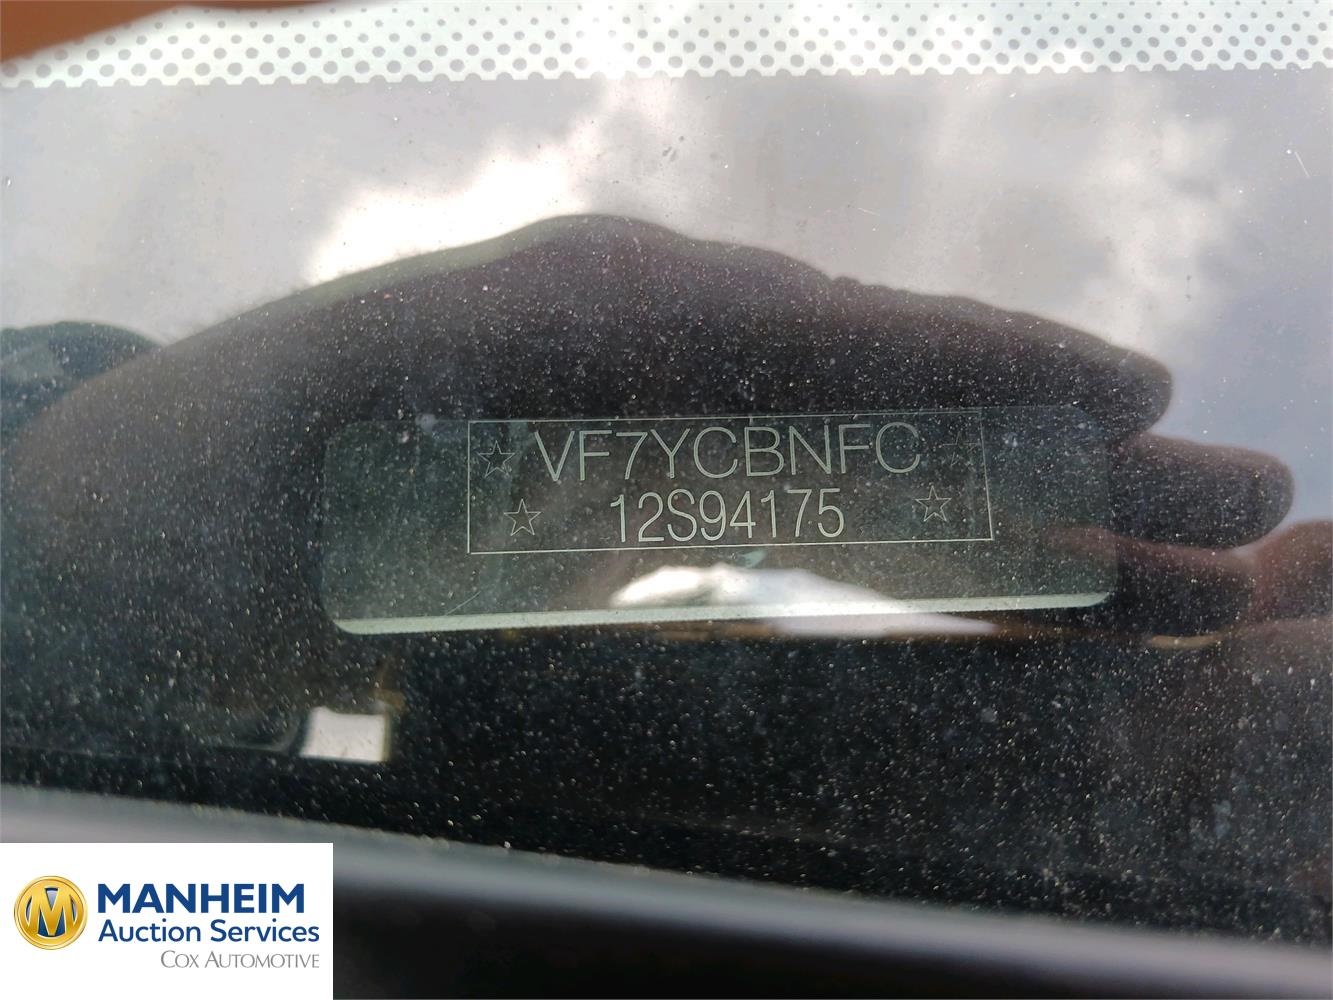 VF7YCBNFC
12S94175
MANHEIM
Auction Services
COX AUTOMOTIVE